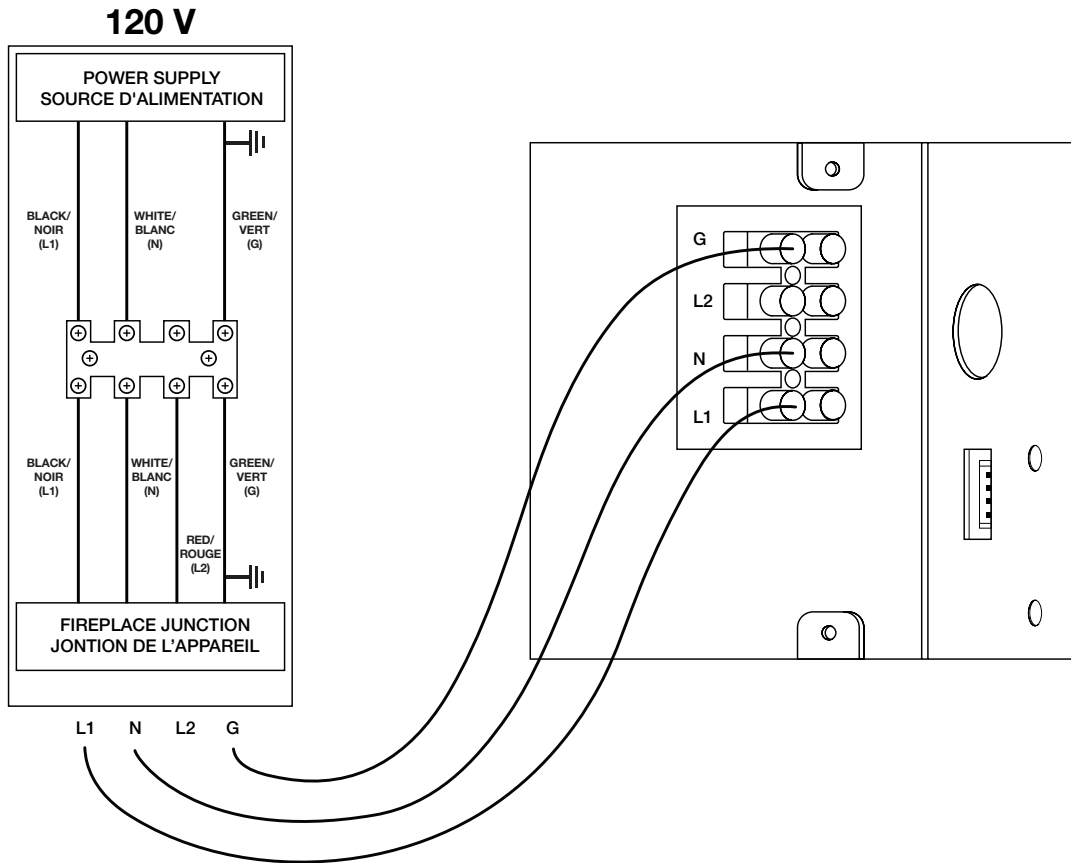 120 V
POWER SUPPLY
SOURCE D'ALIMENTATION
BLACK/
NOIR
(L1)
WHITE/
BLANC
(N)
GREEN/
VERT
(G)
BLACK/
NOIR
(L1)
WHITE/
BLANC
(N)
RED/
ROUGE
(L2)
GREEN/
VERT
(G)
FIREPLACE JUNCTION
JONTION DE L’APPAREIL
L1 N L2 G
G
L2
N
L1